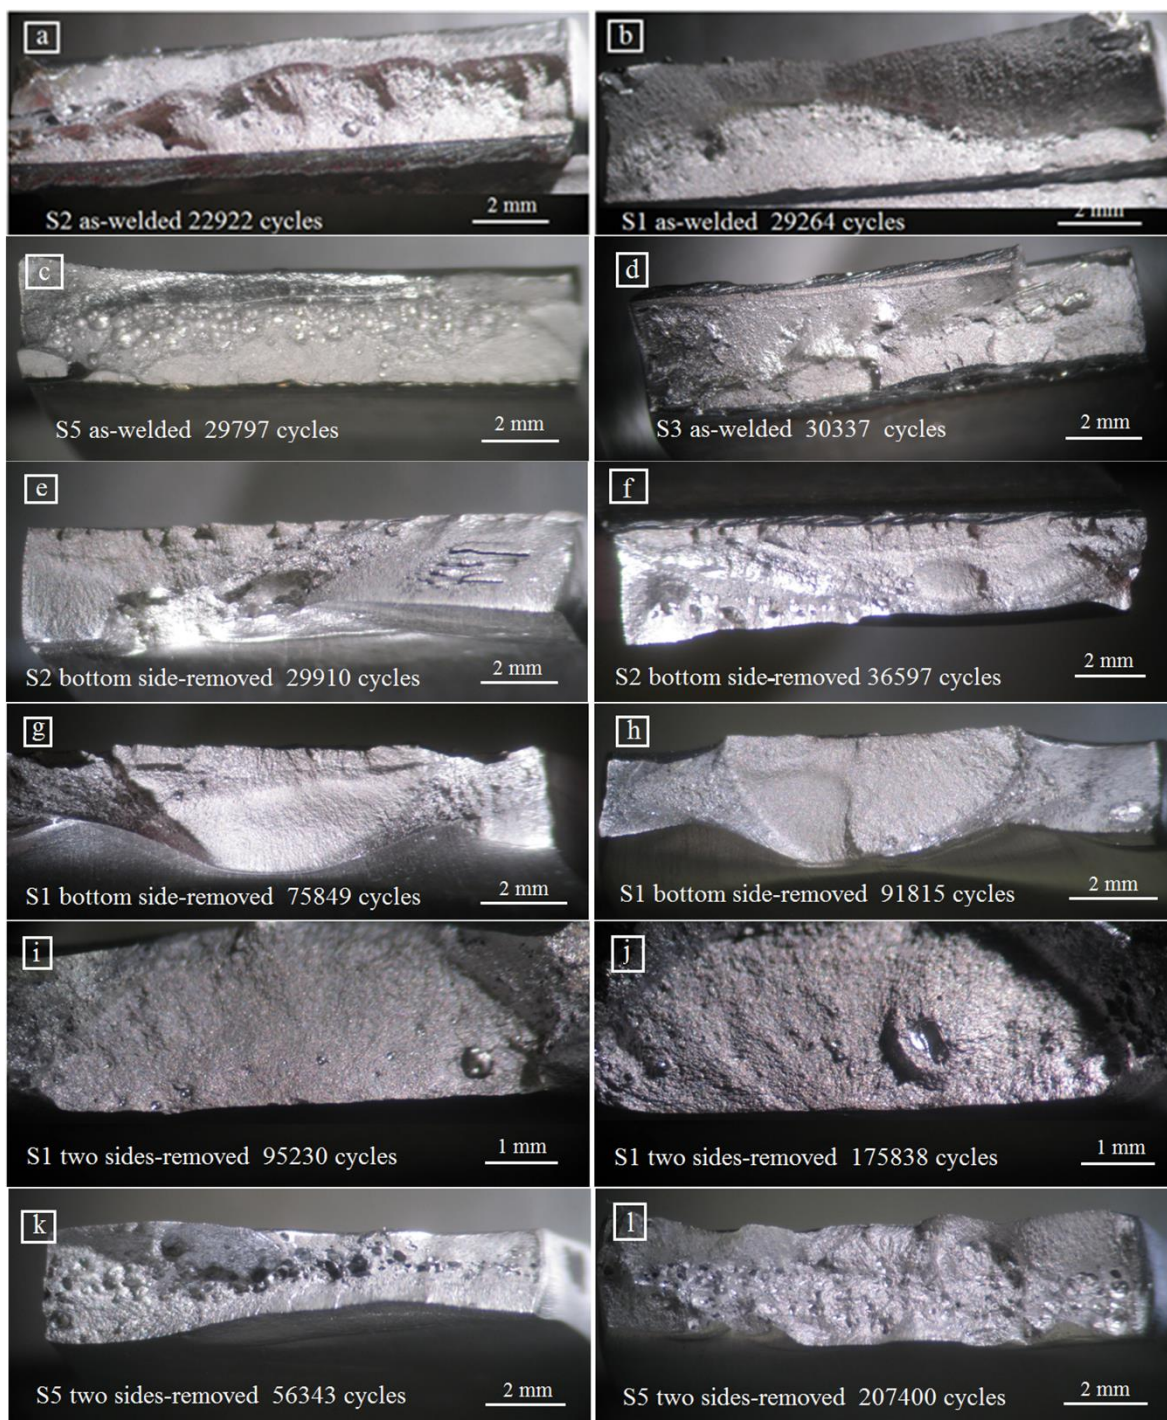 a
b
S2 as-welded 22922 cycles
2 mm
S1 as-welded 29264 cycles
2 mm
c
d
S5 as-welded 29797 cycles
2 mm
S3 as-welded 30337 cycles
2 mm
e
f
S2 bottom side-removed 29910 cycles
2 mm
S2 bottom side-removed 36597 cycles
2 mm
g
h
S1 bottom side-removed 75849 cycles
2 mm
S1 bottom side-removed 91815 cycles
2 mm
i
j
S1 two sides-removed 95230 cycles
1 mm
S1 two sides-removed 175838 cycles
1 mm
k
l
S5 two sides-removed 56343 cycles
2 mm
S5 two sides-removed 207400 cycles
2 mm